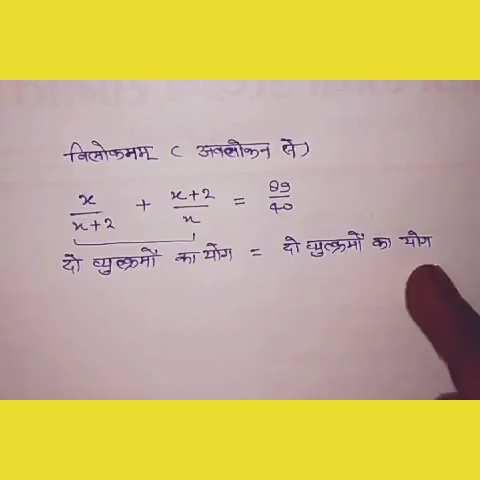 विलोकमम् ( अवलोकन से)
x/x+2 + x+2/x = 89/40
दो व्युत्क्रमों का योग = दो व्युत्क्रमों का योग